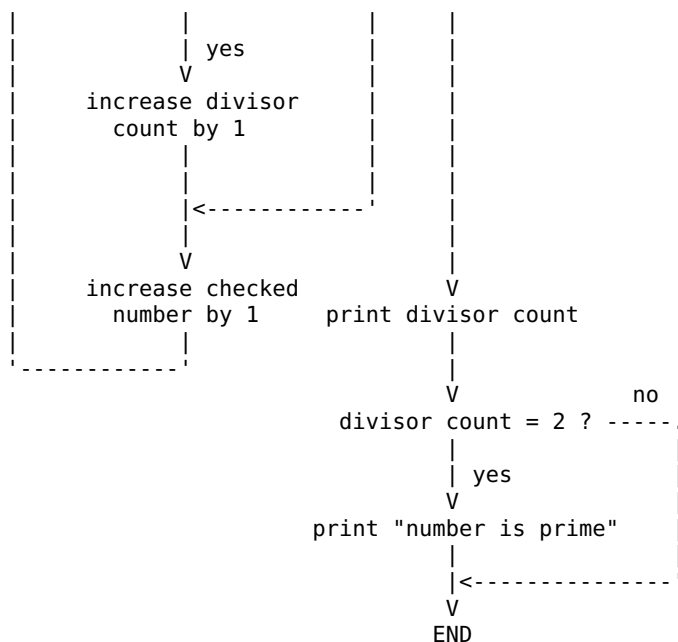 yes
increase divisor
count by 1
increase checked
number by 1 print divisor count
no
divisor count = 2 ?
yes
print "number is prime"
END